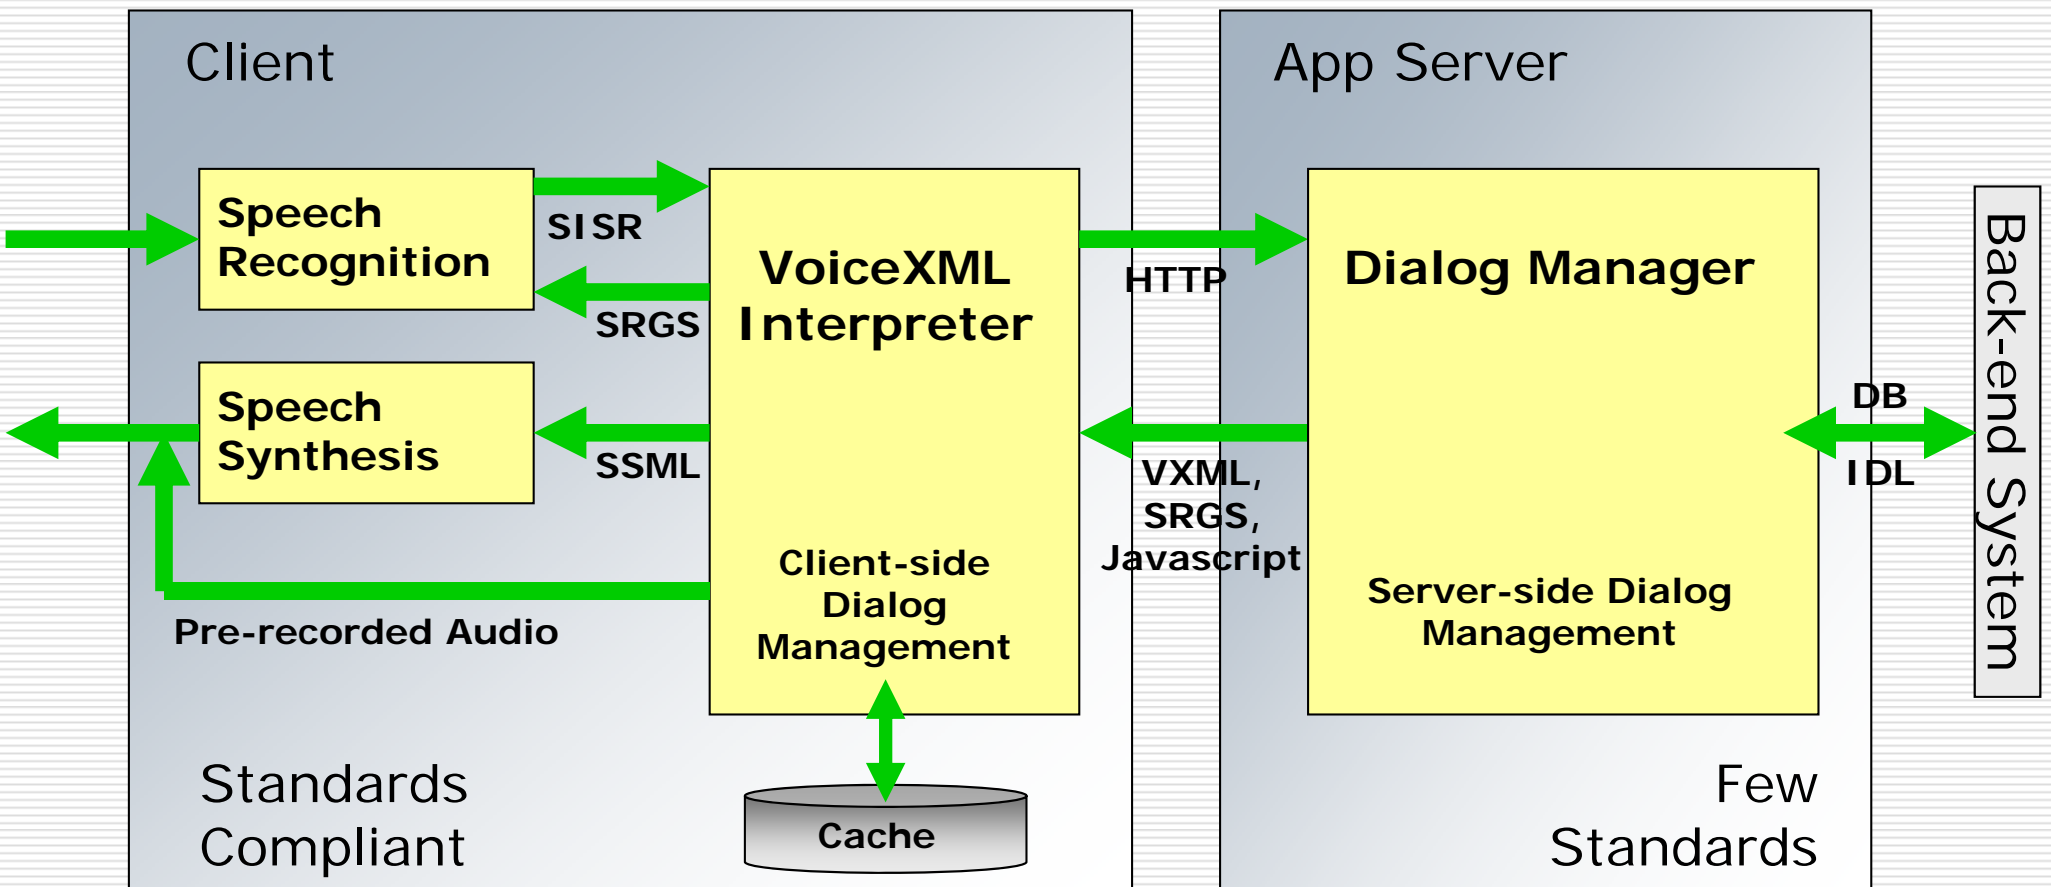 Client
App Server
Speech
Recognition
SISR
SRGS
VoiceXML
Interpreter
HTTP
Dialog Manager
Speech
Synthesis
SSML
VXML,
SRGS,
Javascript
DB
IDL
Back-end System
Client-side
Dialog
Management
Server-side Dialog
Management
Pre-recorded Audio
Standards
Compliant
Cache
Few
Standards